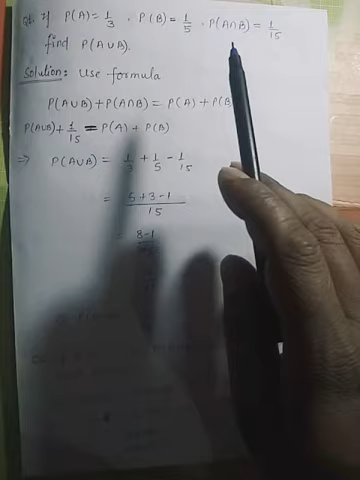 Q1. If P(A) = 1/3 , P(B) = 1/5 , P(A∩B) = 1/15
find P(A∪B).
Solution: Use formula
P(A∪B) + P(A∩B) = P(A) + P(B)
P(A∪B) + 1/15 = P(A) + P(B)
⇒ P(A∪B) = 1/3 + 1/5 - 1/15
= 5+3-1/15
= 8-1